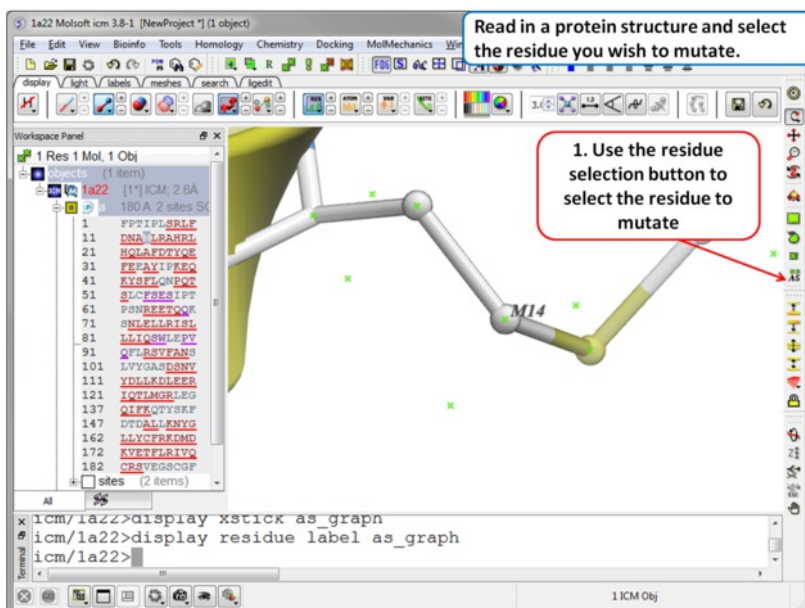 1a22 Molsoft icm 3.8-1 [NewProject *] (1 object)
Read in a protein structure and select
the residue you wish to mutate.
File Edit View Bioinfo Tools Homology Chemistry Docking MolMechanics
display light labels meshes search ligedit
Workspace Panel
1 Res 1 Mol, 1 Obj
objects (1 item)
1a22 [1*] ICM; 2.6Å
a 180 A 2 sites
1 FPTIPLSRLF
11 DNAMLRAHRL
21 HQLAFDTYQE
31 FEEAYIPKEQ
41 KYSFLQNPQT
51 SLCFSESIPT
61 PSNREETQQK
71 SNLELLRISL
81 LLIQSWLEPV
91 QFLRSVFANS
101 LVYGASDSNV
111 YDLLKDLEER
121 IQTLMGRLEG
137 QIFKQTYSKF
147 DTDALLKNYG
162 LLYCFRKDMD
172 KVETFLRIVQ
182 CRSVEGSCGF
sites (2 items)
All
1. Use the residue
selection button to
select the residue to
mutate
M14
AS
Terminal
icm/1a22>display xstick as_graph
icm/1a22>display residue label as_graph
icm/1a22>
1 ICM Obj